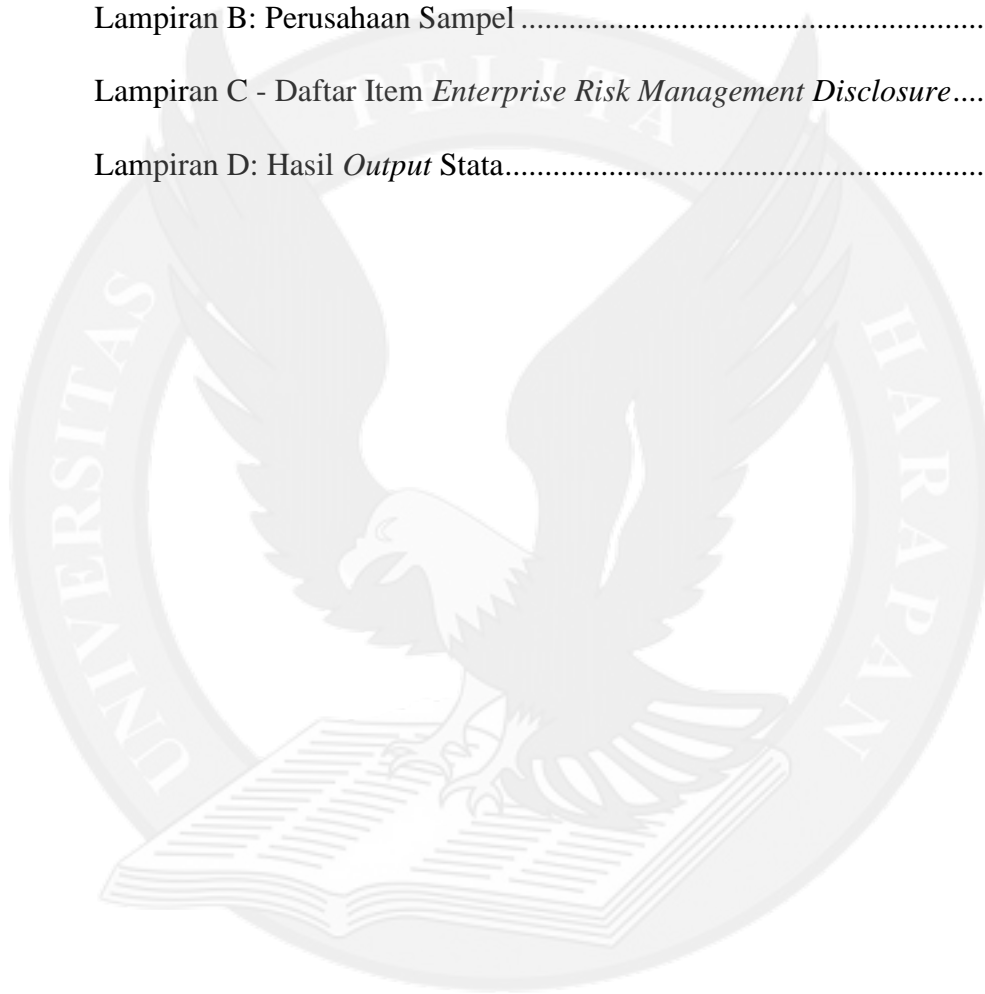 Lampiran B: Perusahaan Sampel ..........................................................
Lampiran C - Daftar Item Enterprise Risk Management Disclosure....
Lampiran D: Hasil Output Stata............................................................
UNIVERSITAS PELITA HARAPAN